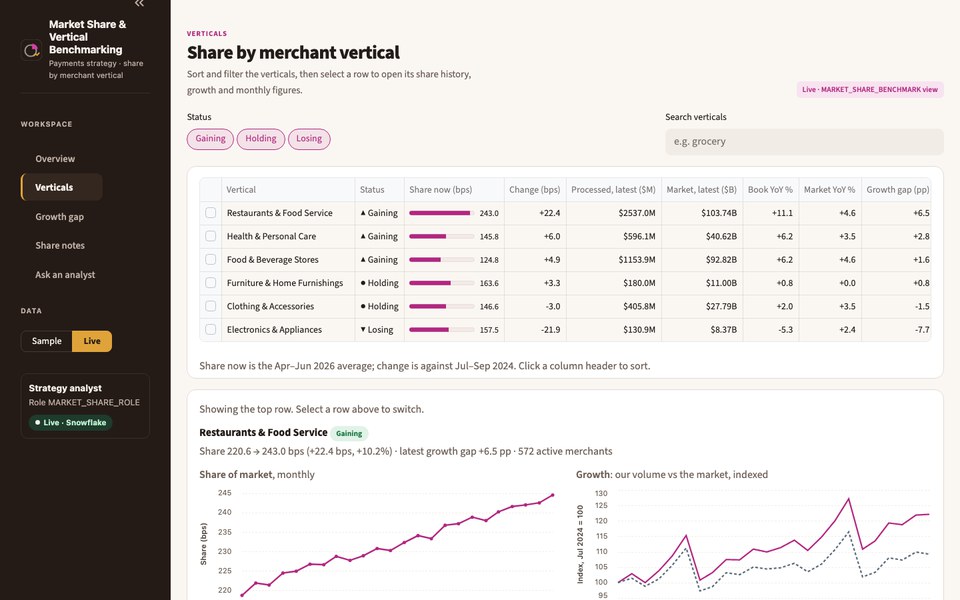 Market Share &
Vertical
Benchmarking
Payments strategy · share
by merchant vertical
WORKSPACE
Overview
Verticals
Growth gap
Share notes
Ask an analyst
DATA
Sample Live
Strategy analyst
Role MARKET_SHARE_ROLE
Live · Snowflake
VERTICALS
Share by merchant vertical
Sort and filter the verticals, then select a row to open its share history,
growth and monthly figures.
Live · MARKET_SHARE_BENCHMARK view
Status
Gaining Holding Losing
Search verticals
e.g. grocery
Vertical Status Share now (bps) Change (bps) Processed, latest ($M) Market, latest ($B) Book YoY % Market YoY % Growth gap (pp)
Restaurants & Food Service ▲ Gaining 243.0 +22.4 $2537.0M $103.74B +11.1 +4.6 +6.5
Health & Personal Care ▲ Gaining 145.8 +6.0 $596.1M $40.62B +6.2 +3.5 +2.8
Food & Beverage Stores ▲ Gaining 124.8 +4.9 $1153.9M $92.82B +6.2 +4.6 +1.6
Furniture & Home Furnishings ● Holding 163.6 +3.3 $180.0M $11.00B +0.8 +0.0 +0.8
Clothing & Accessories ● Holding 146.6 -3.0 $405.8M $27.79B +2.0 +3.5 -1.5
Electronics & Appliances ▼ Losing 157.5 -21.9 $130.9M $8.37B -5.3 +2.4 -7.7
Share now is the Apr–Jun 2026 average; change is against Jul–Sep 2024. Click a column header to sort.
Showing the top row. Select a row above to switch.
Restaurants & Food Service Gaining
Share 220.6 → 243.0 bps (+22.4 bps, +10.2%) · latest growth gap +6.5 pp · 572 active merchants
Share of market, monthly
Share (bps)
245
240
235
230
225
220
Growth: our volume vs the market, indexed
Index, Jul 2024 = 100
130
125
120
115
110
105
100
95